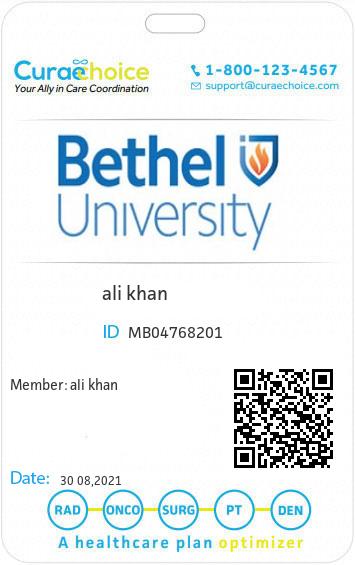 Curaechoice
Your Ally in Care Coordination
1-800-123-4567
support@curaechoice.com
Bethel
University
ali khan
ID MB04768201
Member: ali khan
Date: 30 08,2021
RAD ONCO SURG PT DEN
A healthcare plan optimizer